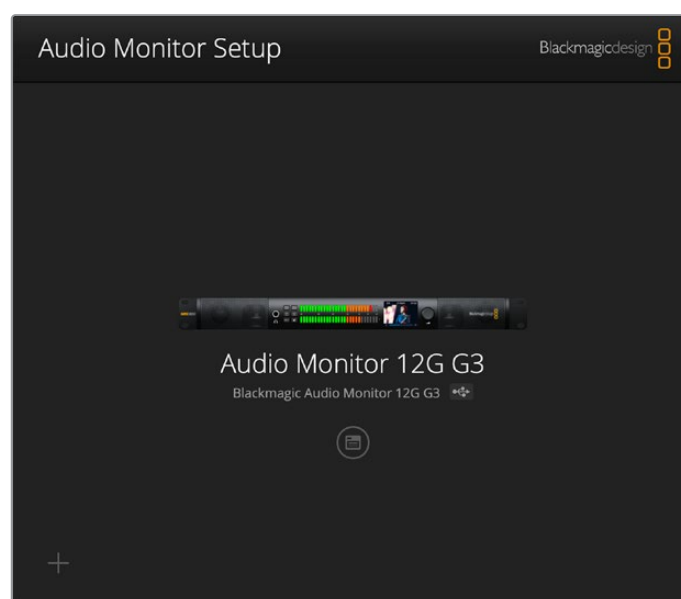 Audio Monitor Setup
Blackmagicdesign
Audio Monitor 12G G3
Blackmagic Audio Monitor 12G G3